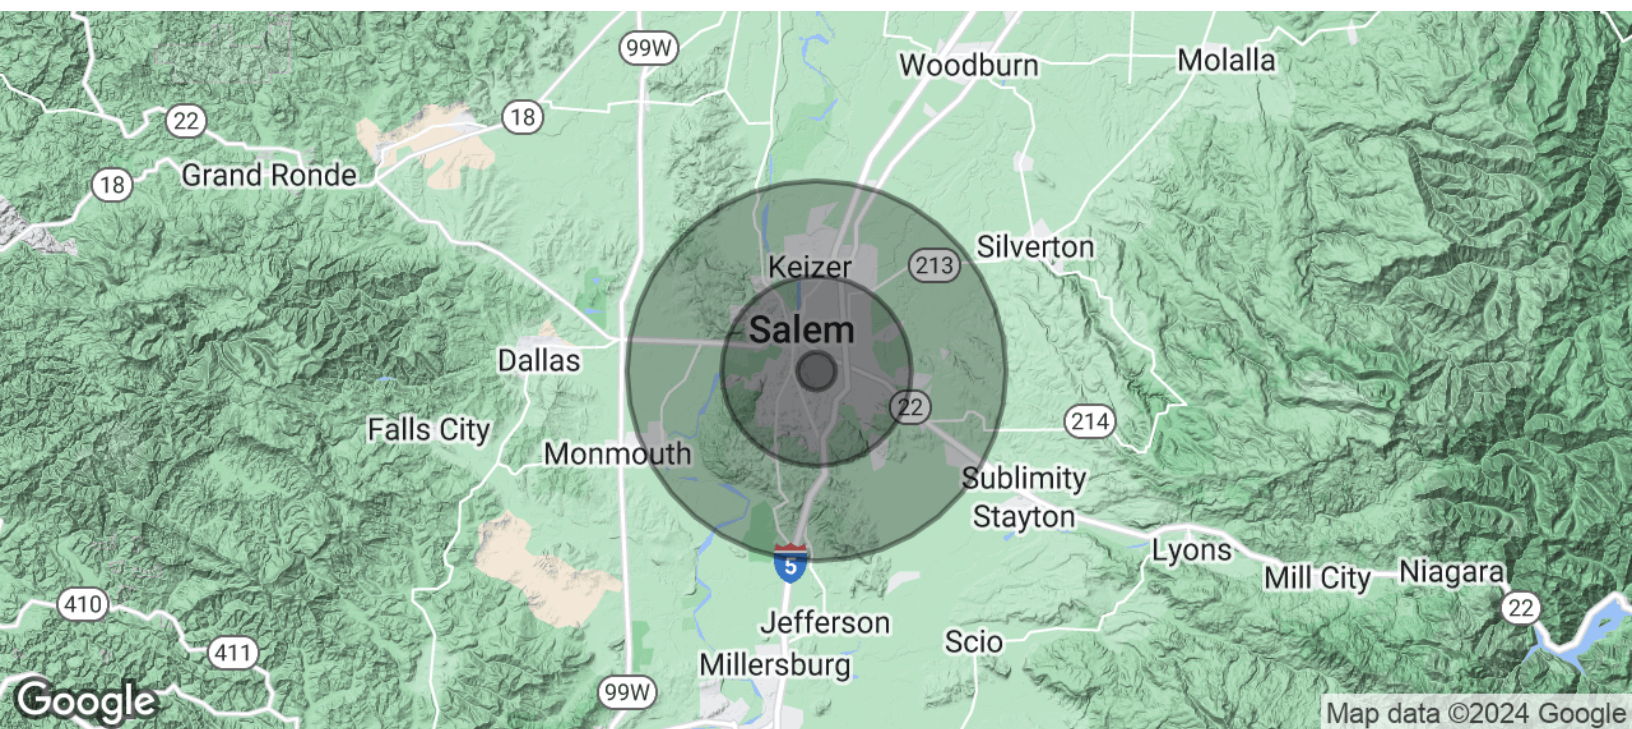 99W
Woodburn
Molalla
22
18
Grand Ronde
18
Silverton
213
Keizer
Salem
Dallas
22
214
Falls City
Monmouth
Sublimity
Stayton
Lyons
5
Niagara
Mill City
410
22
Jefferson
Scio
411
Millersburg
99W
Google
Map data ©2024 Google